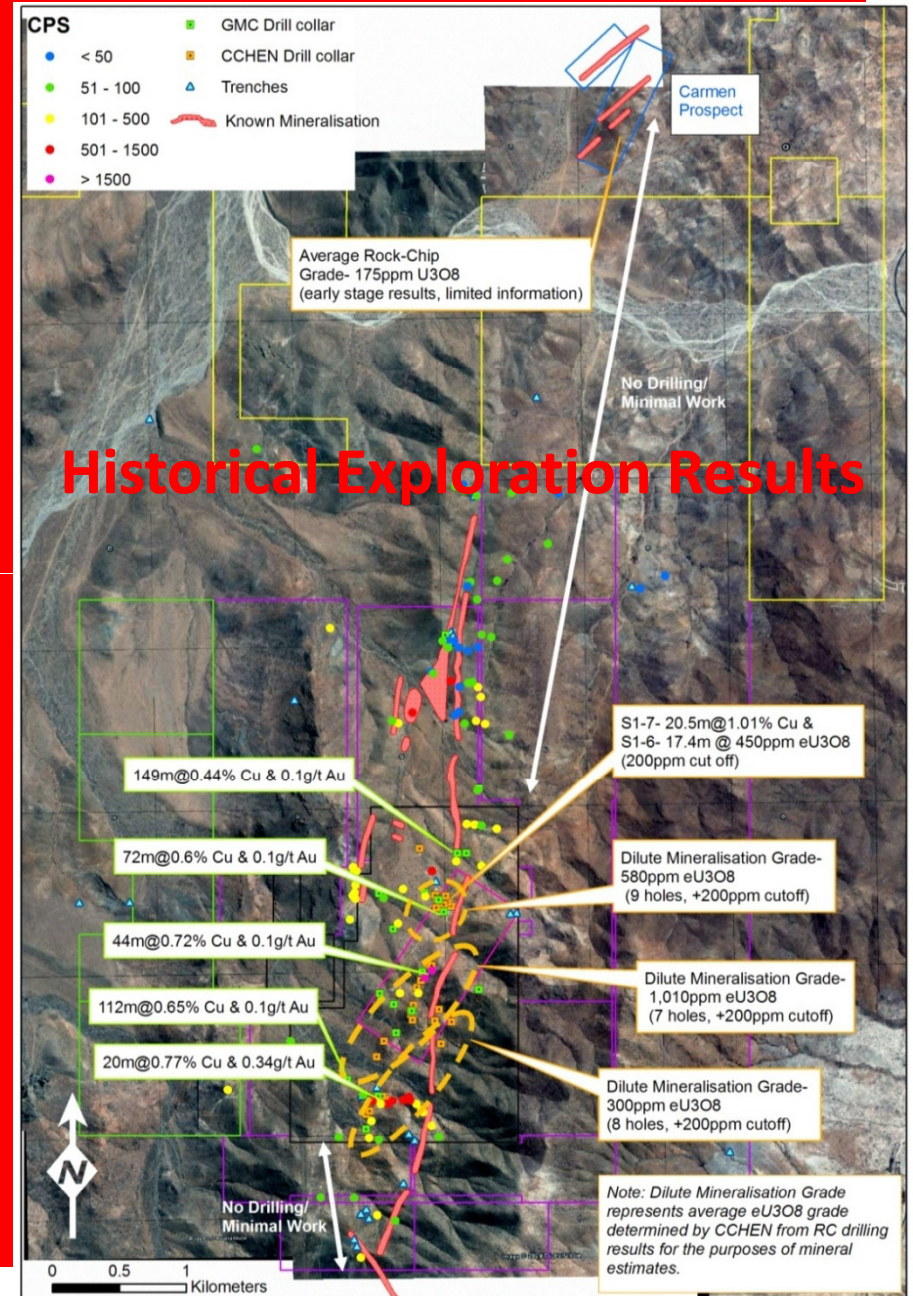 CPS
< 50
51 - 100
101 - 500
501 - 1500
> 1500
GMC Drill collar
CCHEN Drill collar
Trenches
Known Mineralisation
Carmen
Prospect
Average Rock-Chip
Grade- 175ppm U3O8
(early stage results, limited information)
No Drilling/
Minimal Work
Historical Exploration Results
S1-7- 20.5m@1.01% Cu &
S1-6- 17.4m @ 450ppm eU3O8
(200ppm cut off)
149m@0.44% Cu & 0.1g/t Au
72m@0.6% Cu & 0.1g/t Au
Dilute Mineralisation Grade-
580ppm eU3O8
(9 holes, +200ppm cutoff)
44m@0.72% Cu & 0.1g/t Au
Dilute Mineralisation Grade-
1,010ppm eU3O8
(7 holes, +200ppm cutoff)
112m@0.65% Cu & 0.1g/t Au
20m@0.77% Cu & 0.34g/t Au
Dilute Mineralisation Grade-
300ppm eU3O8
(8 holes, +200ppm cutoff)
N
No Drilling/
Minimal Work
Note: Dilute Mineralisation Grade
represents average eU3O8 grade
determined by CCHEN from RC drilling
results for the purposes of mineral
estimates.
0 0.5 1
Kilometers